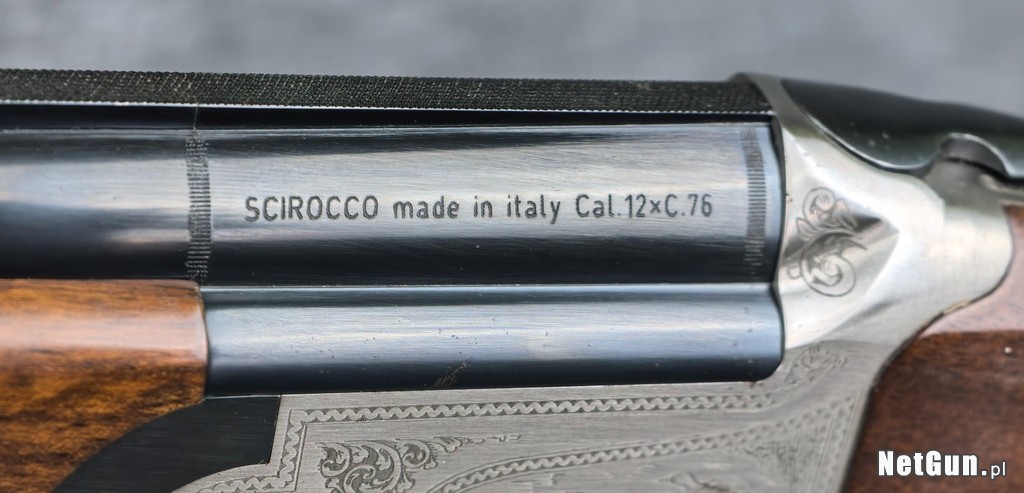 SCIROCCO made in italy Cal.12×C.76
NetGun.pl